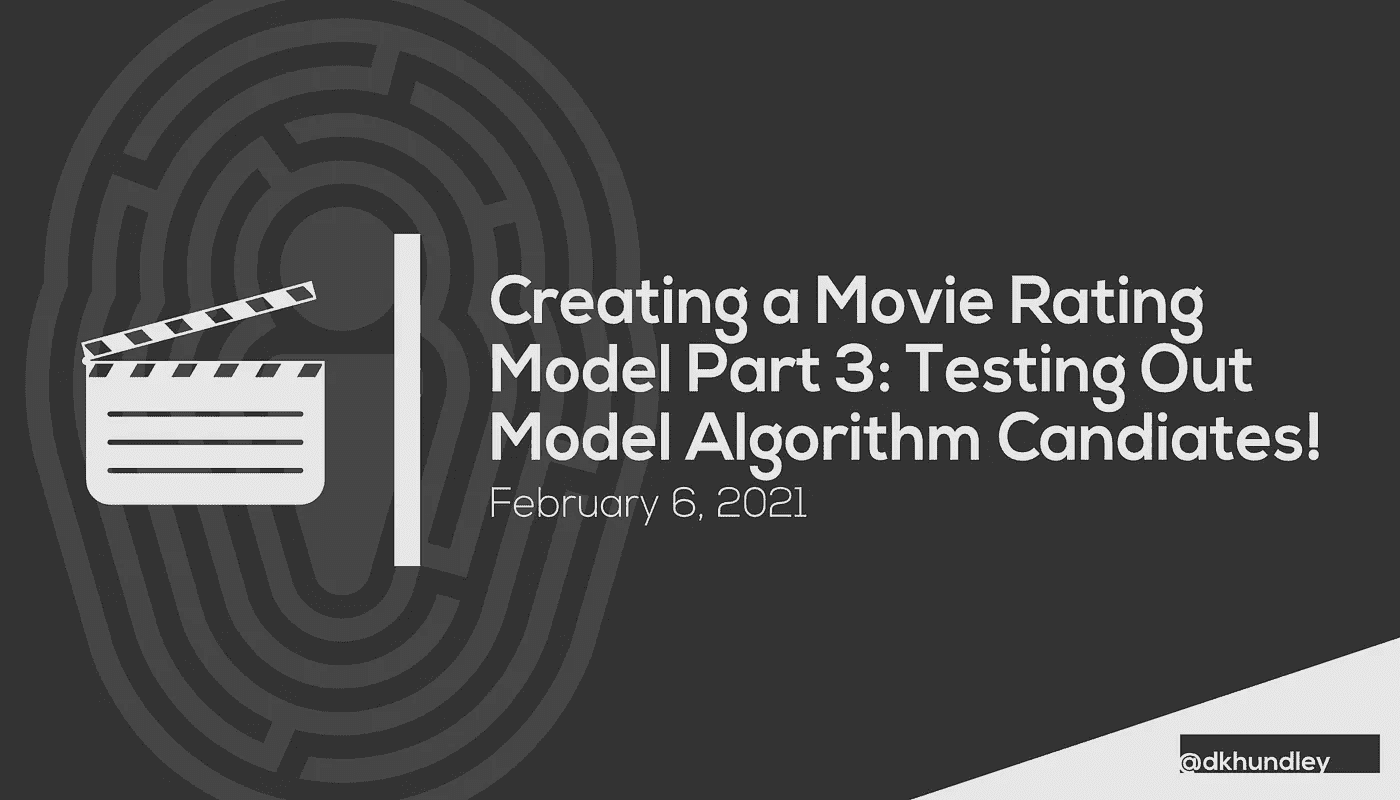 Creating a Movie Rating
Model Part 3: Testing Out
Model Algorithm Candiates!
February 6, 2021
@dkhundley